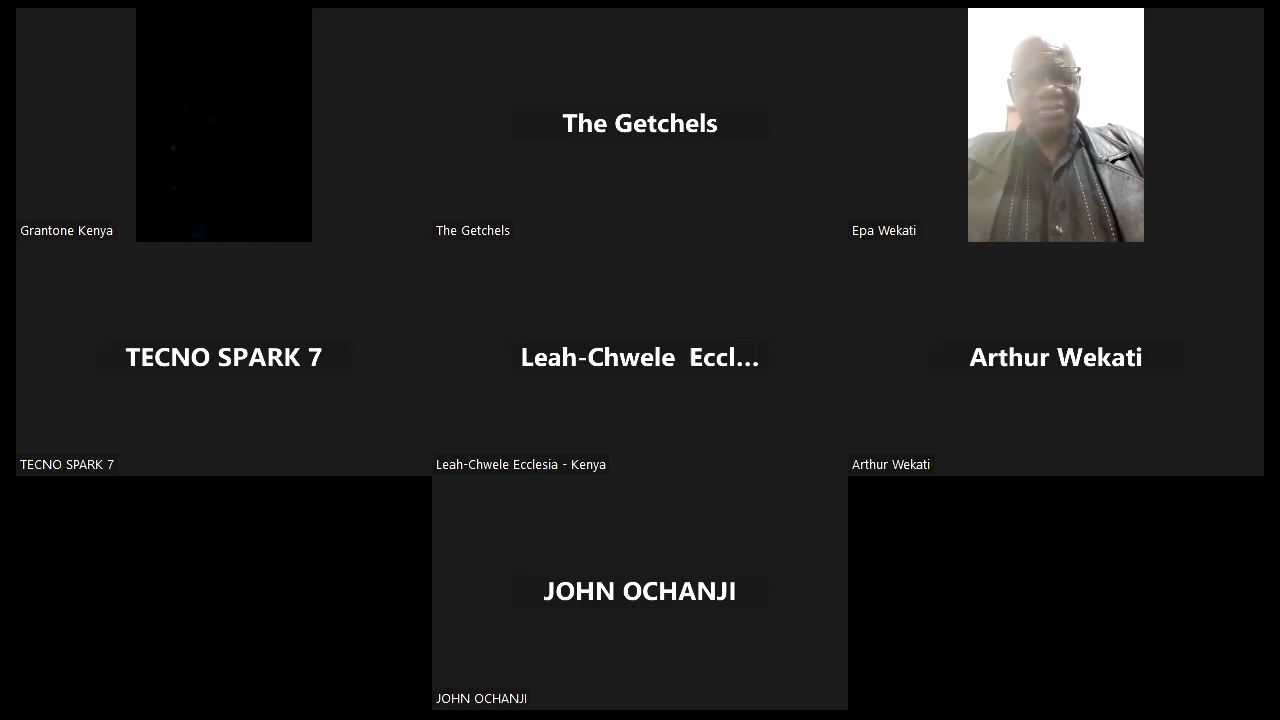 Grantone Kenya
The Getchels
The Getchels
Epa Wekati
TECNO SPARK 7
TECNO SPARK 7
Leah-Chwele  Eccl...
Leah-Chwele Ecclesia - Kenya
Arthur Wekati
Arthur Wekati
JOHN OCHANJI
JOHN OCHANJI